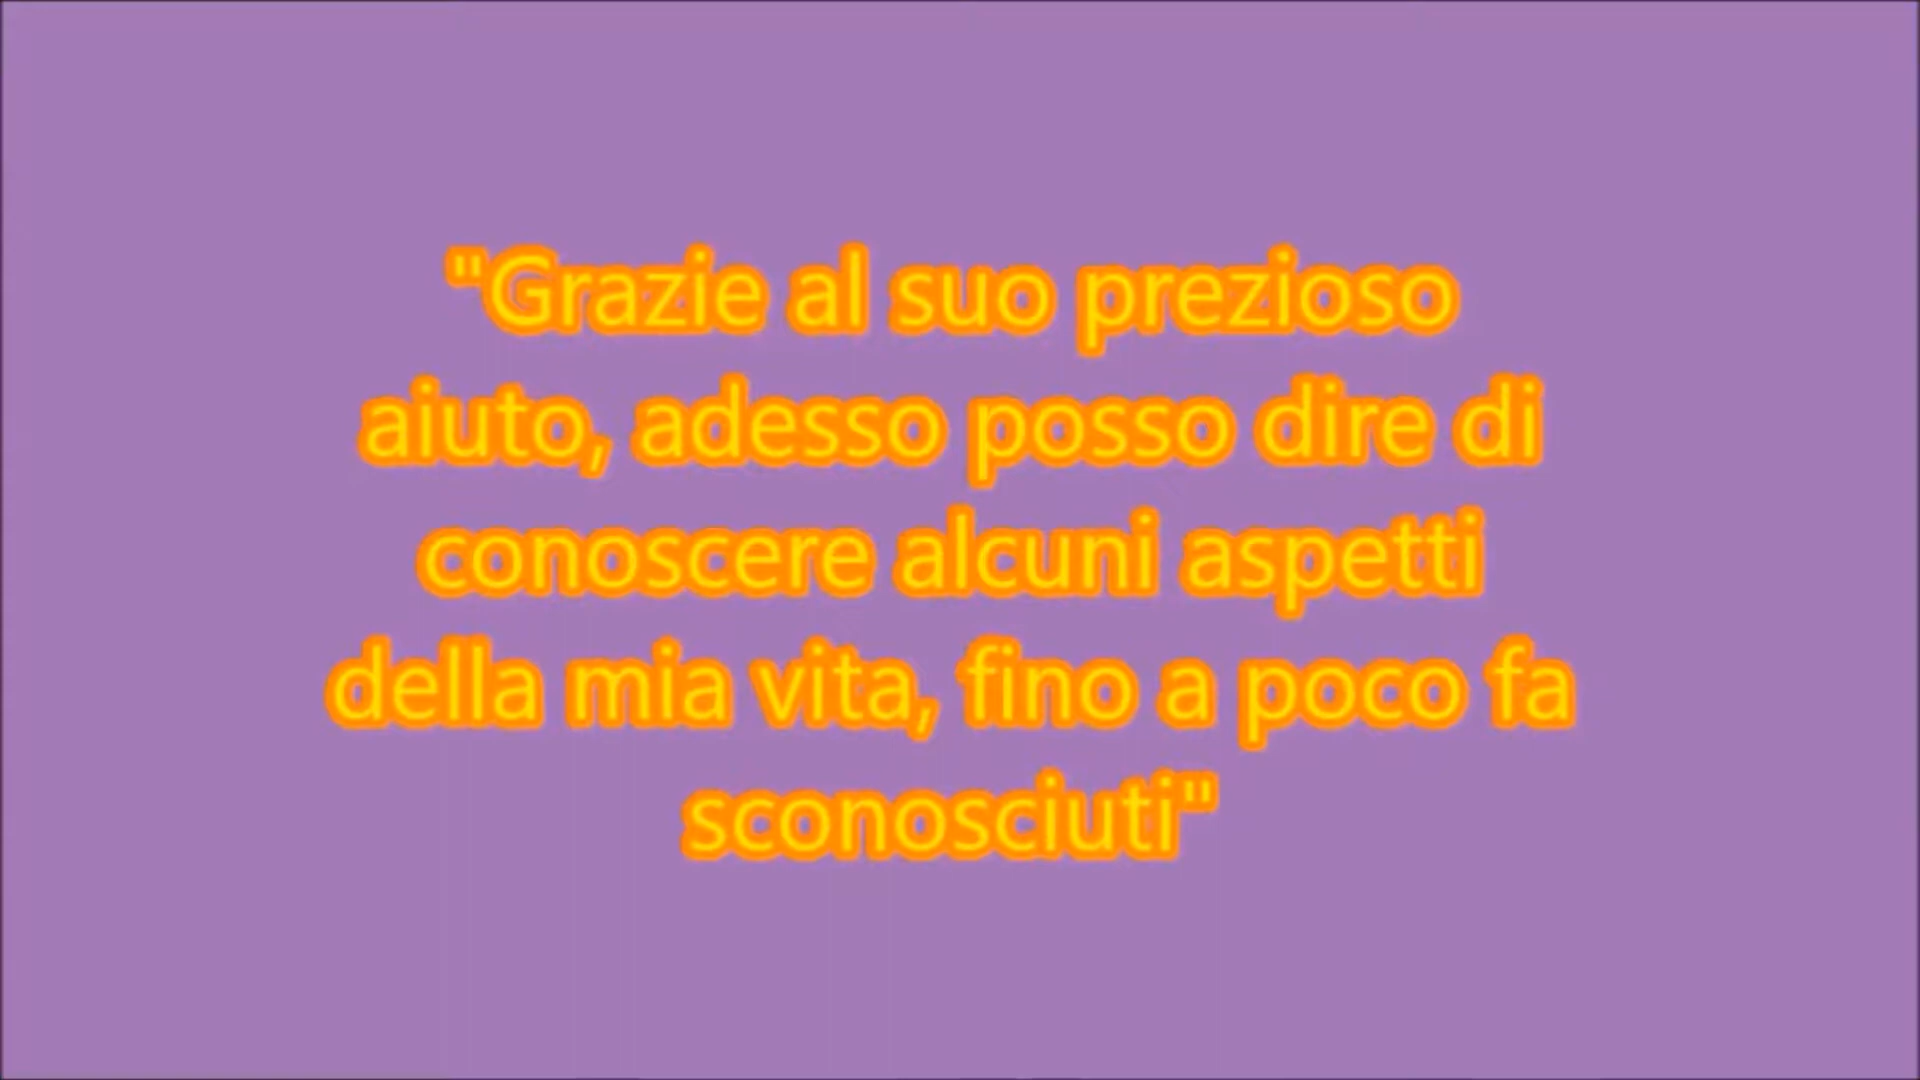 "Grazie al suo prezioso
aiuto, adesso posso dire di
conoscere alcuni aspetti
della mia vita, fino a poco fa
sconosciuti"